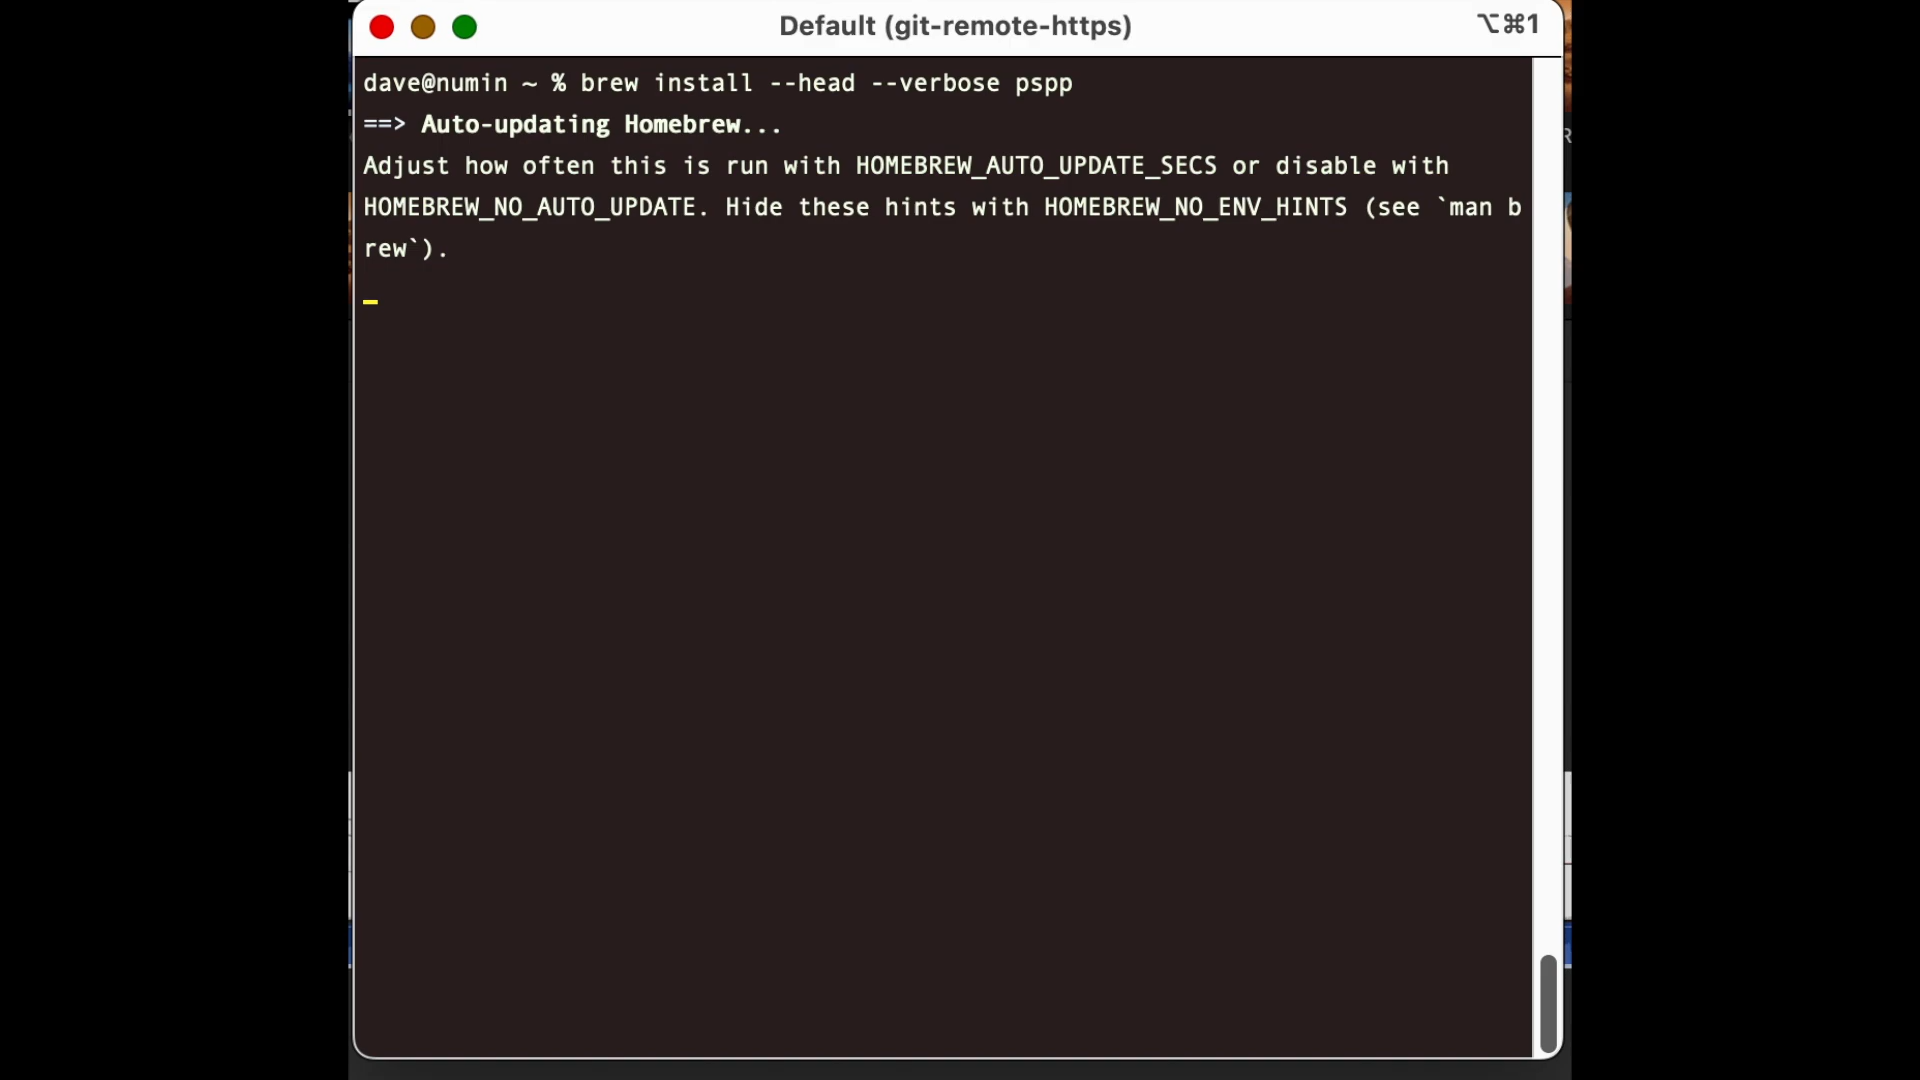 Default (git-remote-https)
⌥⌘1
dave@numin ~ % brew install --head --verbose pspp
==> Auto-updating Homebrew...
Adjust how often this is run with HOMEBREW_AUTO_UPDATE_SECS or disable with
HOMEBREW_NO_AUTO_UPDATE. Hide these hints with HOMEBREW_NO_ENV_HINTS (see `man b
rew`).
R